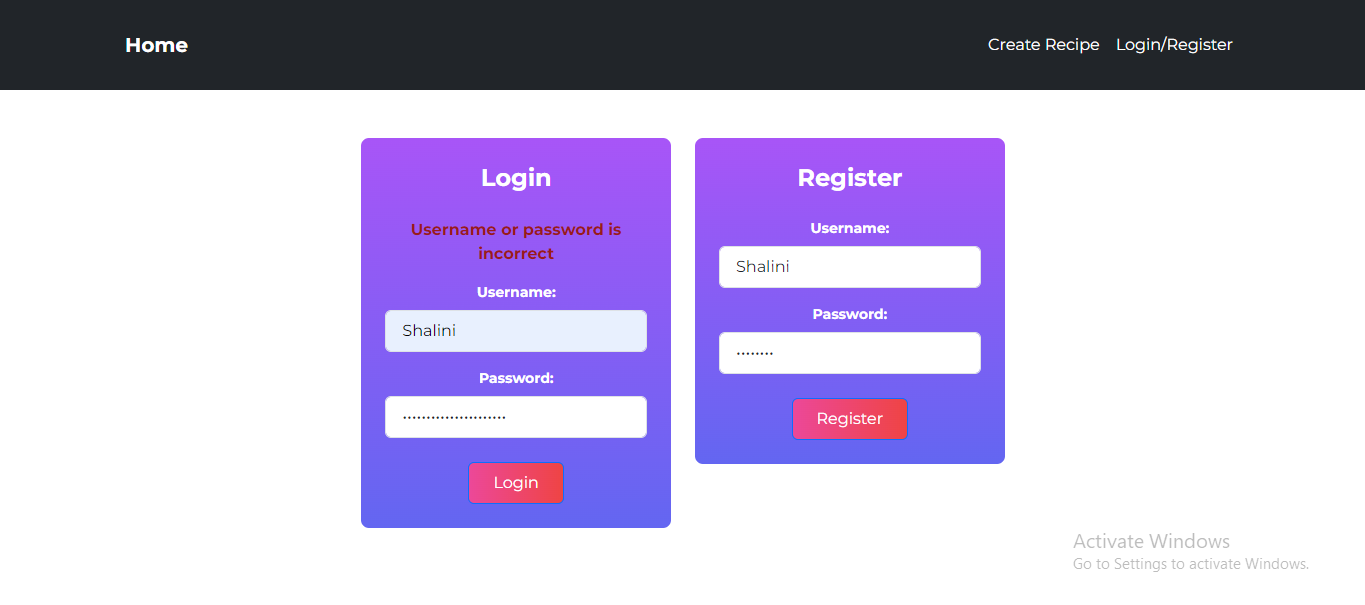 Home
Create Recipe
Login/Register
Login
Username or password is
incorrect
Username:
Shalini
Password:
......................
Login
Register
Username:
Shalini
Password:
........
Register
Activate Windows
Go to Settings to activate Windows.